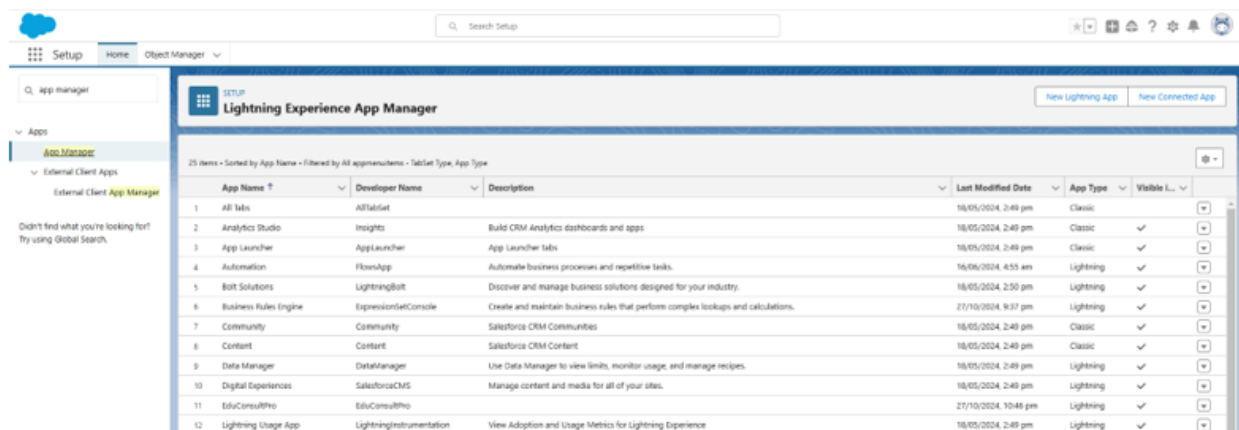 Search Setup
Setup Home Object Manager
app manager
Apps
App Manager
External Client Apps
External Client App Manager
Didn't find what you're looking for?
Try using Global Search.
SETUP
Lightning Experience App Manager
New Lightning App New Connected App
25 items • Sorted by App Name • Filtered by All appmenuitems - TabSet Type, App Type
App Name Developer Name Description Last Modified Date App Type Visible i...
1 All Tabs AllTabSet 18/05/2024, 2:49 pm Classic
2 Analytics Studio Insights Build CRM Analytics dashboards and apps 18/05/2024, 2:49 pm Classic
3 App Launcher AppLauncher App Launcher tabs 18/05/2024, 2:49 pm Classic
4 Automation FlowsApp Automate business processes and repetitive tasks. 16/06/2024, 4:55 am Lightning
5 Bolt Solutions LightningBolt Discover and manage business solutions designed for your industry. 18/05/2024, 2:50 pm Lightning
6 Business Rules Engine ExpressionSetConsole Create and maintain business rules that perform complex lookups and calculations. 27/10/2024, 9:37 pm Lightning
7 Community Community Salesforce CRM Communities 18/05/2024, 2:49 pm Classic
8 Content Content Salesforce CRM Content 18/05/2024, 2:49 pm Classic
9 Data Manager DataManager Use Data Manager to view limits, monitor usage, and manage recipes. 18/05/2024, 2:49 pm Lightning
10 Digital Experiences SalesforceCMS Manage content and media for all of your sites. 18/05/2024, 2:49 pm Lightning
11 EduConsultPro EduConsultPro 27/10/2024, 10:48 pm Lightning
12 Lightning Usage App LightningInstrumentation View Adoption and Usage Metrics for Lightning Experience 18/05/2024, 2:49 pm Lightning